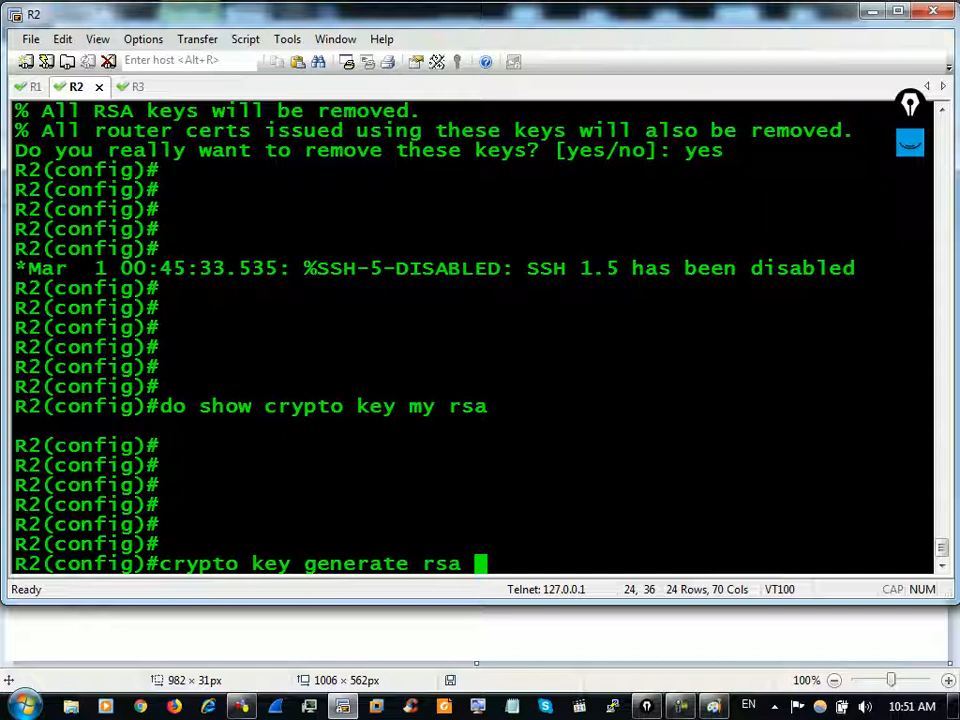 R2
File Edit View Options Transfer Script Tools Window Help
Enter host <Alt+R>
R1 R2 × R3
% All RSA keys will be removed.
% All router certs issued using these keys will also be removed.
Do you really want to remove these keys? [yes/no]: yes
R2(config)#
R2(config)#
R2(config)#
R2(config)#
R2(config)#
*Mar  1 00:45:33.535: %SSH-5-DISABLED: SSH 1.5 has been disabled
R2(config)#
R2(config)#
R2(config)#
R2(config)#
R2(config)#
R2(config)#
R2(config)#do show crypto key my rsa
R2(config)#
R2(config)#
R2(config)#
R2(config)#
R2(config)#
R2(config)#
R2(config)#crypto key generate rsa
Ready Telnet: 127.0.0.1 24, 36 24 Rows, 70 Cols VT100 CAP NUM
982 × 31px 1006 × 562px 100%
EN 10:51 AM